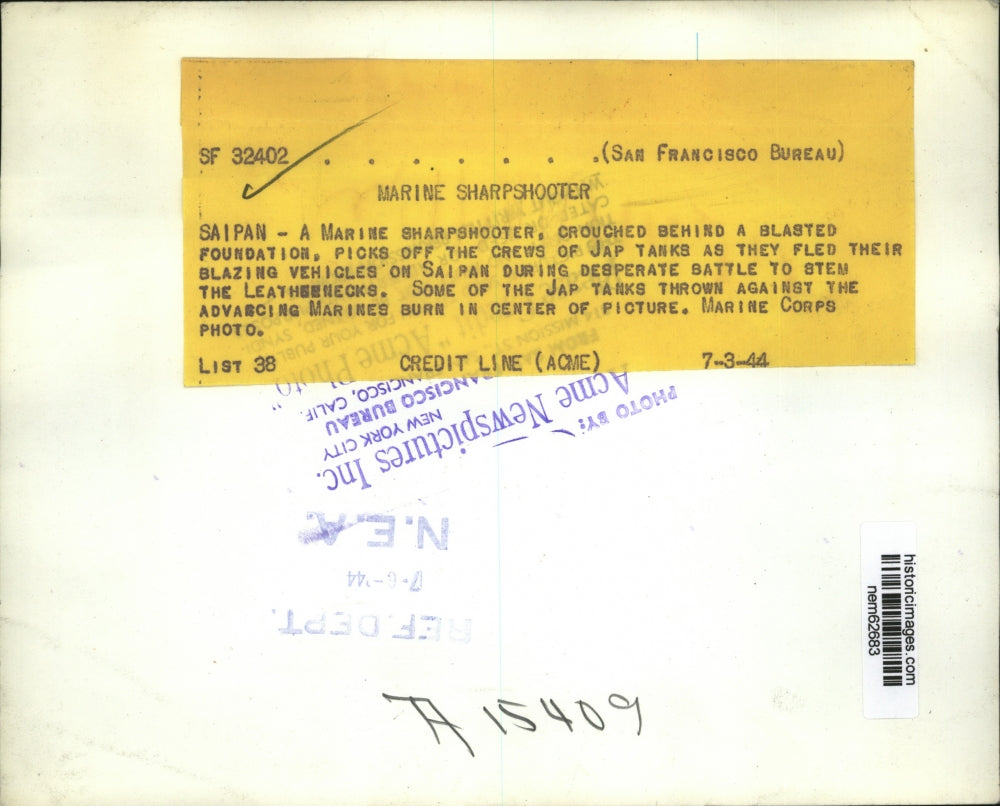 SF 32402 . . . . . . . (SAN FRANCISCO BUREAU)
MARINE SHARPSHOOTER
SAIPAN - A MARINE SHARPSHOOTER, CROUCHED BEHIND A BLASTED
FOUNDATION, PICKS OFF THE CREWS OF JAP TANKS AS THEY FLED THEIR
BLAZING VEHICLES ON SAIPAN DURING DESPERATE BATTLE TO STEM
THE LEATHERNECKS. SOME OF THE JAP TANKS THROWN AGAINST THE
ADVANCING MARINES BURN IN CENTER OF PICTURE. MARINE CORPS
PHOTO.
LIST 38 CREDIT LINE (ACME) 7-3-44
"Acme Photo"
PHOTO BY:
Acme Newspictures Inc.
NEW YORK CITY
FRANCISCO BUREAU
FRANCISCO, CALIF.
N.E.A.
7-6-'44
REF. DEPT.
A 15409
historicimages.com
nem62683